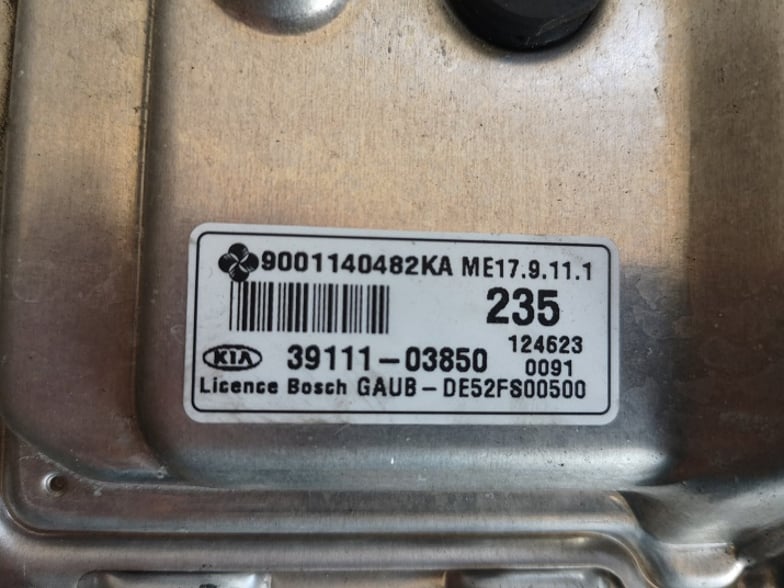 9001140482KA ME17.9.11.1
235
124623
KIA 39111-03850 0091
Licence Bosch GAUB-DE52FS00500